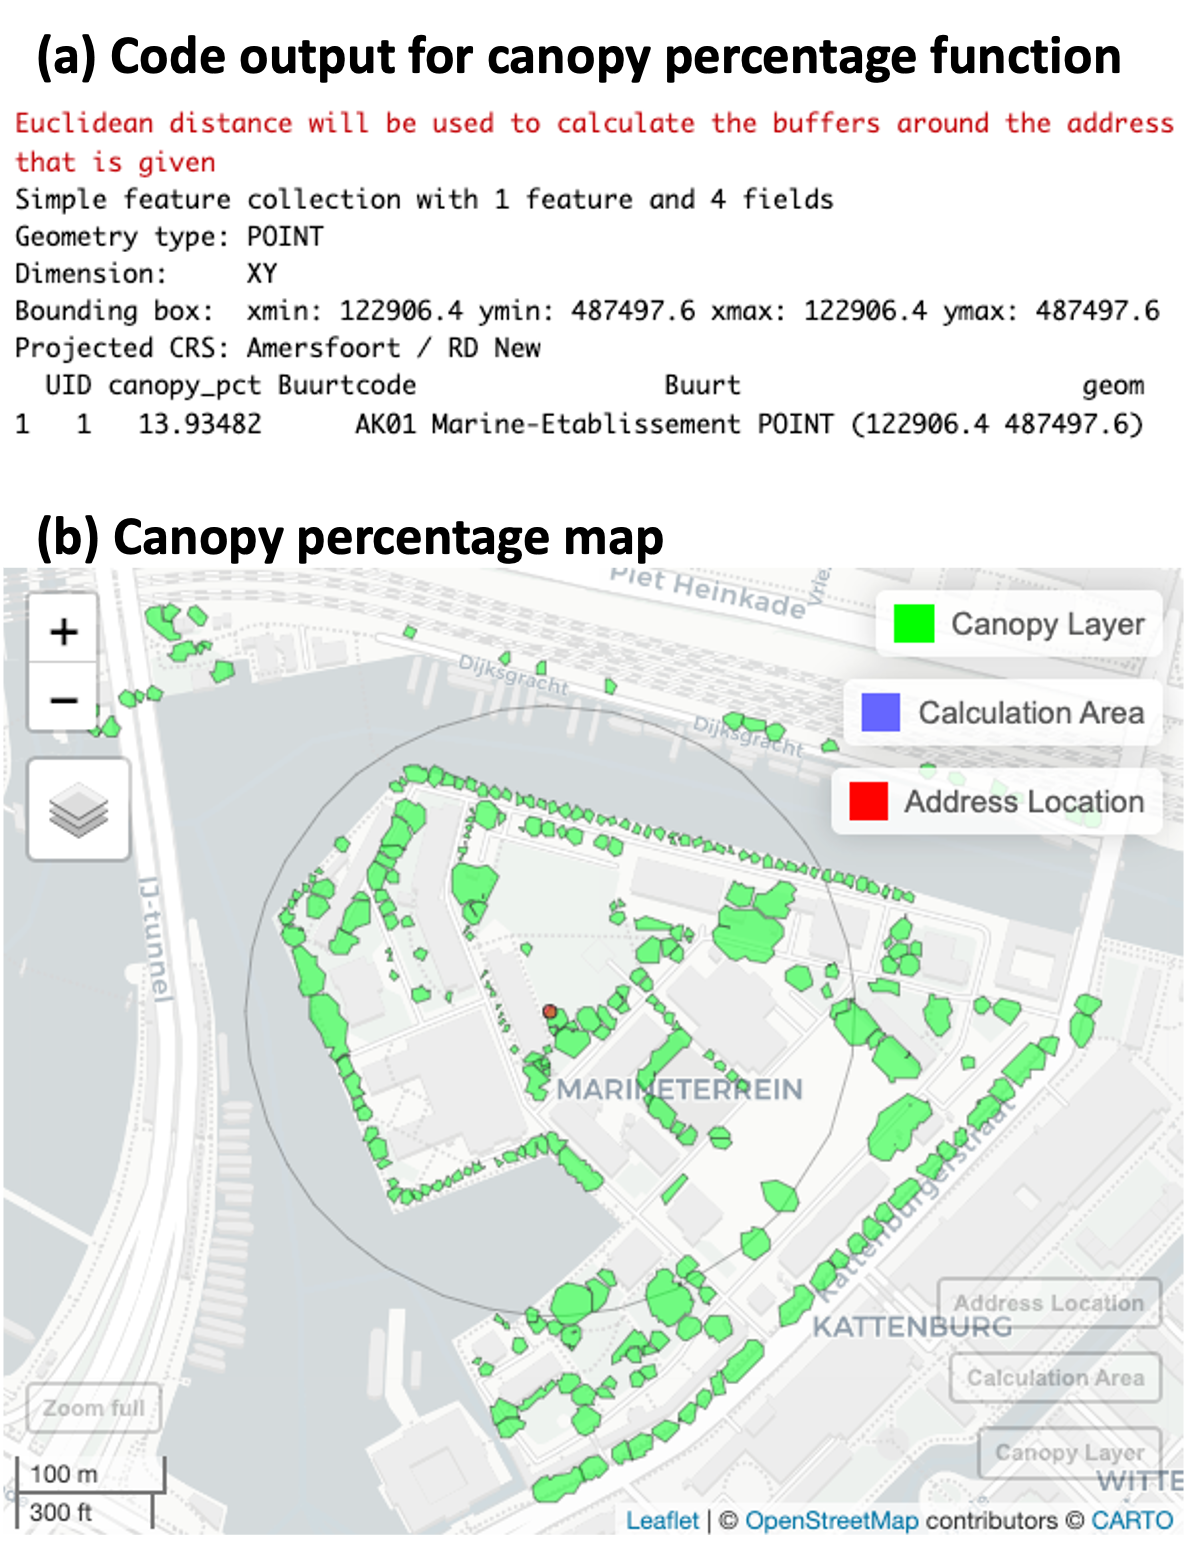 (a) Code output for canopy percentage function
Euclidean distance will be used to calculate the buffers around the address
that is given
Simple feature collection with 1 feature and 4 fields
Geometry type: POINT
Dimension:     XY
Bounding box:  xmin: 122906.4 ymin: 487497.6 xmax: 122906.4 ymax: 487497.6
Projected CRS: Amersfoort / RD New
UID canopy_pct Buurtcode Buurt geom
1 1 13.93482 AK01 Marine-Etablissement POINT (122906.4 487497.6)
(b) Canopy percentage map
Piet Heinkade
Vrie
+
−
Canopy Layer
Dijksgracht
Calculation Area
Dijksgracht
Address Location
IJ-tunnel
MARINETERREIN
Kattenburgerstraat
KATTENBURG
Address Location
Calculation Area
Zoom full
Canopy Layer
100 m
300 ft
WITTE
Leaflet | © OpenStreetMap contributors © CARTO